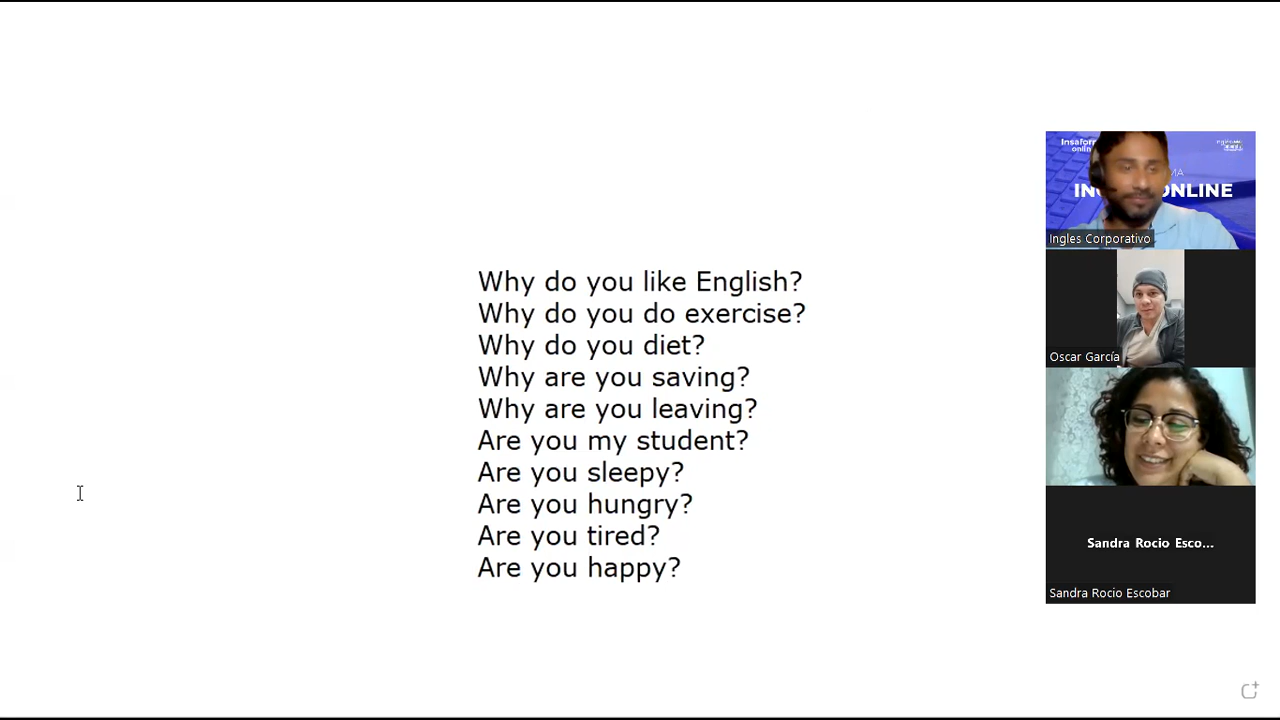 Why do you like English?
Why do you do exercise?
Why do you diet?
Why are you saving?
Why are you leaving?
Are you my student?
Are you sleepy?
Are you hungry?
Are you tired?
Are you happy?
Ingles Corporativo
Oscar García
Sandra Rocio Esco...
Sandra Rocio Escobar